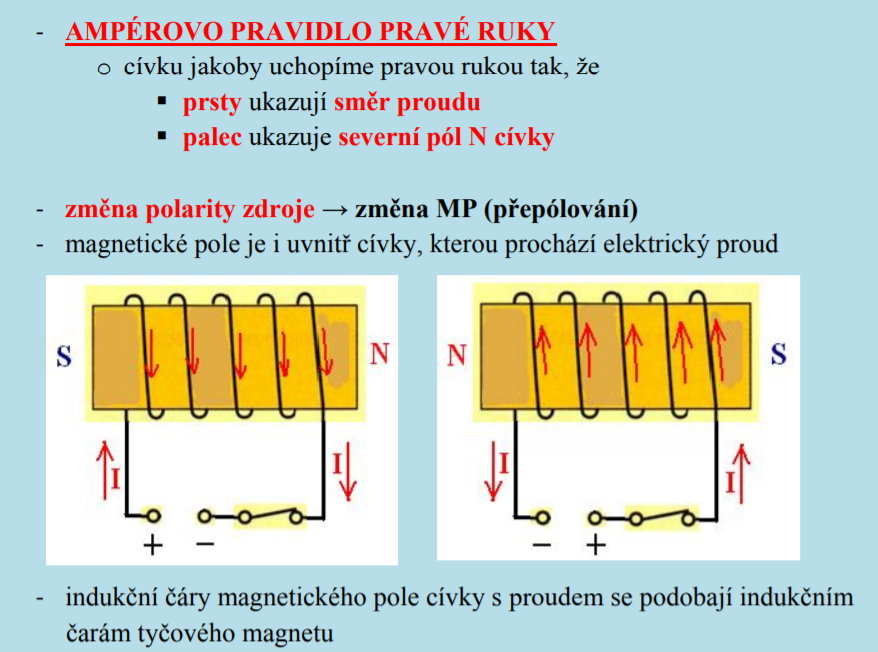 - AMPÉROVO PRAVIDLO PRAVÉ RUKY
o cívku jakoby uchopíme pravou rukou tak, že
▪ prsty ukazují směr proudu
▪ palec ukazuje severní pól N cívky
- změna polarity zdroje → změna MP (přepólování)
- magnetické pole je i uvnitř cívky, kterou prochází elektrický proud
S N N S
I I I I
+ − − +
- indukční čáry magnetického pole cívky s proudem se podobají indukčním
čarám tyčového magnetu